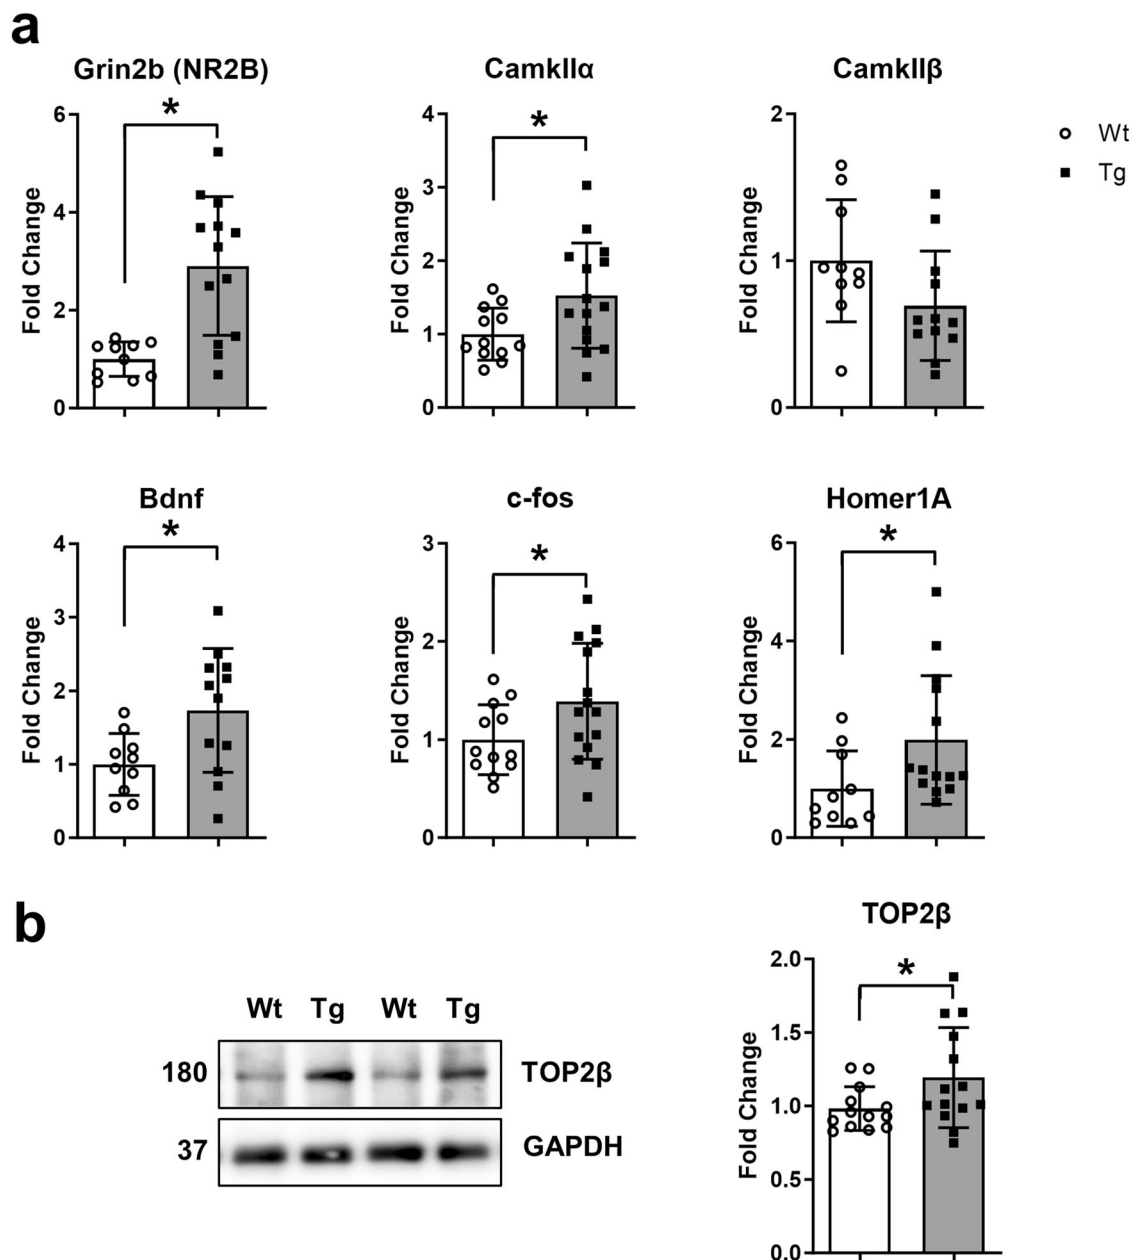 a
Grin2b (NR2B)
CamkIIα
CamkIIβ
Wt
Tg
*
*
Fold Change
6
4
2
0
Fold Change
4
3
2
1
0
Fold Change
2
1
0
Bdnf
c-fos
Homer1A
*
*
*
Fold Change
4
3
2
1
0
Fold Change
3
2
1
0
Fold Change
6
4
2
0
b
TOP2β
*
Wt Tg Wt Tg
180 TOP2β
37 GAPDH
Fold Change
2.0
1.5
1.0
0.5
0.0